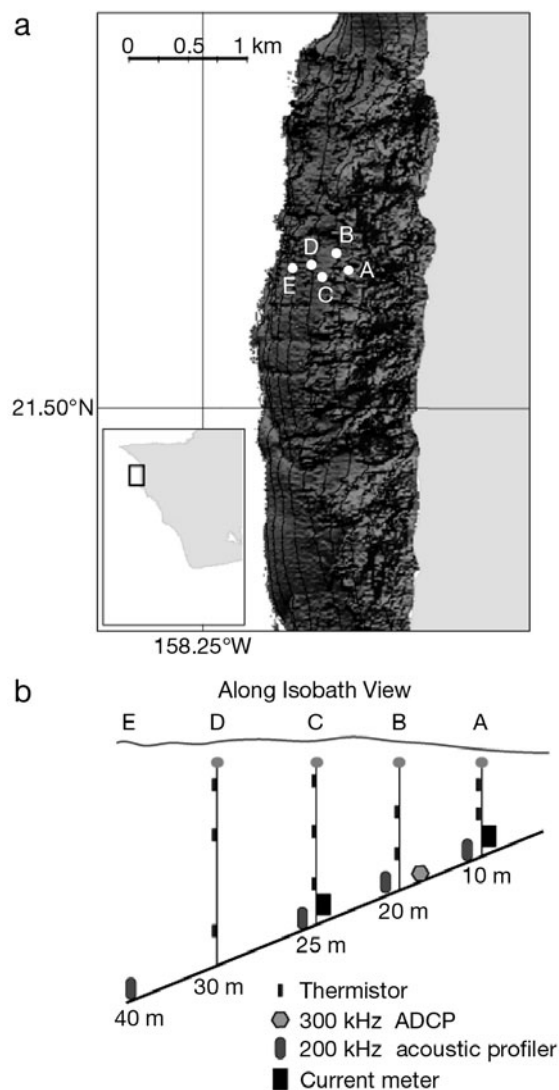 a
0 0.5 1 km
B
D
A
E
C
21.50°N
158.25°W
b
Along Isobath View
E D C B A
10 m
20 m
25 m
30 m
40 m
Thermistor
300 kHz ADCP
200 kHz acoustic profiler
Current meter